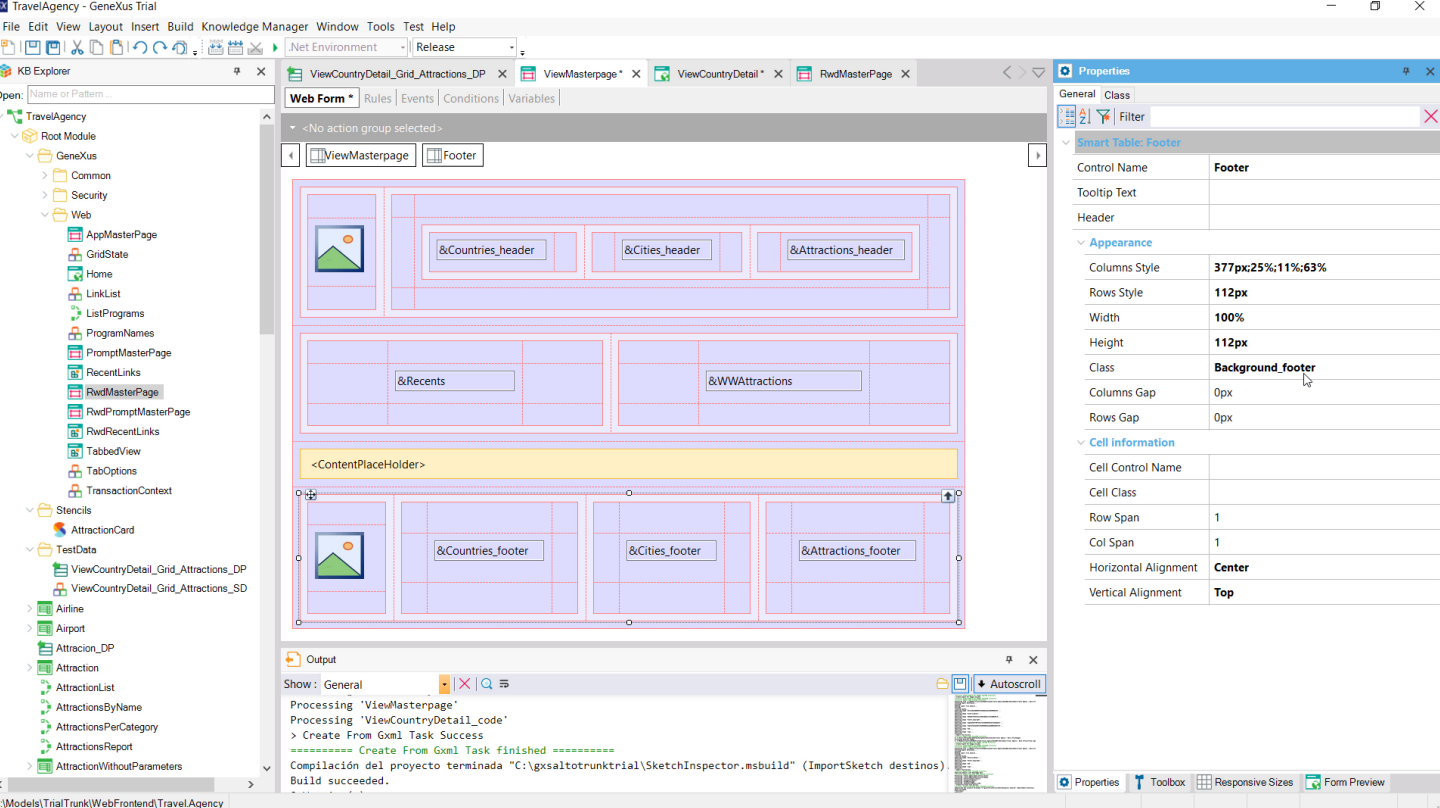 TravelAgency - GeneXus Trial
File Edit View Layout Insert Build Knowledge Manager Window Tools Test Help
.Net Environment Release
KB Explorer
Open: Name or Pattern ...
TravelAgency
Root Module
GeneXus
Common
Security
Web
AppMasterPage
GridState
Home
LinkList
ListPrograms
ProgramNames
PromptMasterPage
RecentLinks
RwdMasterPage
RwdPromptMasterPage
RwdRecentLinks
TabbedView
TabOptions
TransactionContext
Stencils
AttractionCard
TestData
ViewCountryDetail_Grid_Attractions_DP
ViewCountryDetail_Grid_Attractions_SD
Airline
Airport
Attracion_DP
Attraction
AttractionList
AttractionsByName
AttractionsPerCategory
AttractionsReport
AttractionWithoutParameters
ViewCountryDetail_Grid_Attractions_DP ViewMasterpage * ViewCountryDetail * RwdMasterPage
Web Form * Rules Events Conditions Variables
<No action group selected>
ViewMasterpage Footer
&Countries_header &Cities_header &Attractions_header
&Recents &WWAttractions
<ContentPlaceHolder>
&Countries_footer &Cities_footer &Attractions_footer
Output
Show : General Autoscroll
Processing 'ViewMasterpage'
Processing 'ViewCountryDetail_code'
> Create From Gxml Task Success
========== Create From Gxml Task finished ==========
Compilación del proyecto terminada "C:\gxsaltotrunktrial\SketchInspector.msbuild" (ImportSketch destinos).
Build succeeded.
Properties
General Class
Filter
Smart Table: Footer
Control Name Footer
Tooltip Text
Header
Appearance
Columns Style 377px;25%;11%;63%
Rows Style 112px
Width 100%
Height 112px
Class Background_footer
Columns Gap 0px
Rows Gap 0px
Cell information
Cell Control Name
Cell Class
Row Span 1
Col Span 1
Horizontal Alignment Center
Vertical Alignment Top
Properties Toolbox Responsive Sizes Form Preview
:\Models\TrialTrunk\WebFrontend\Travel.Agency